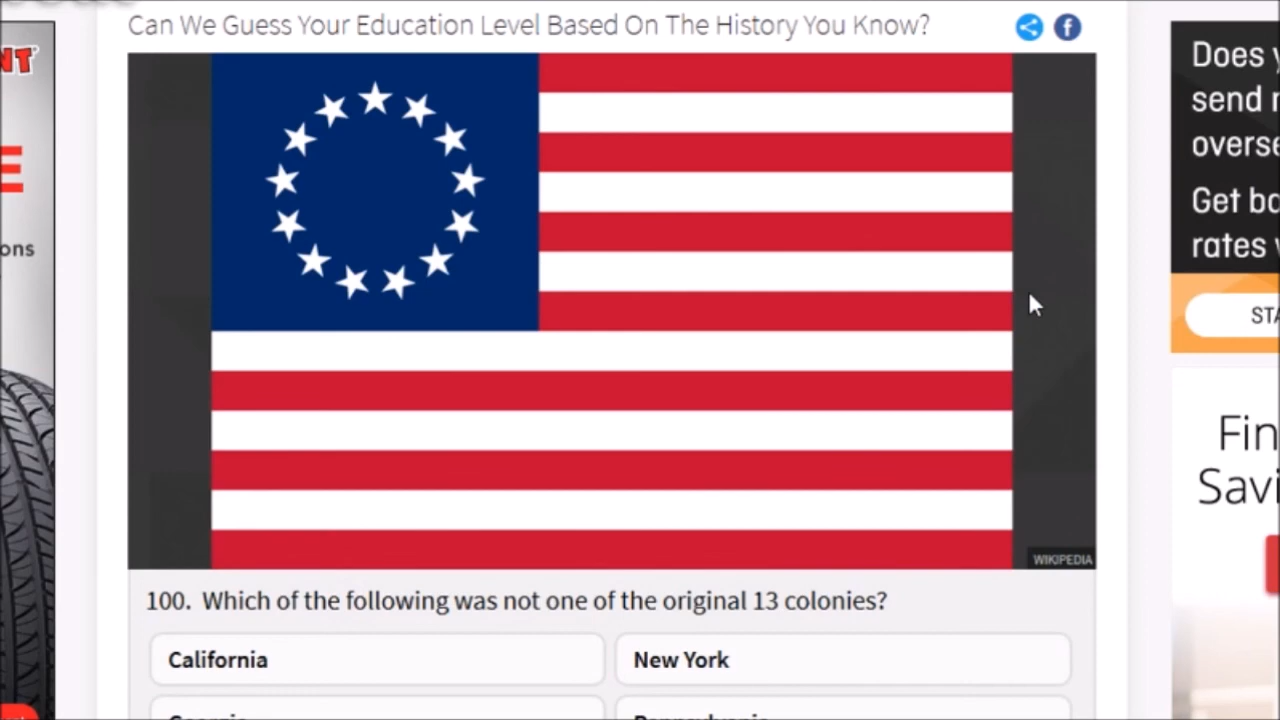 Can We Guess Your Education Level Based On The History You Know?
NT
E
ons
Does
send
overse
Get
rates
STA
Fin
Savi
WIKIPEDIA
100. Which of the following was not one of the original 13 colonies?
California
New York